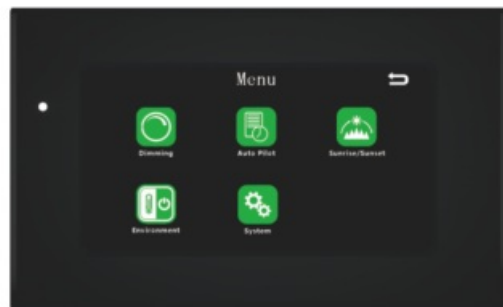 Menu
Dimming
Auto Pilot
Sunrise/Sunset
Environment
System